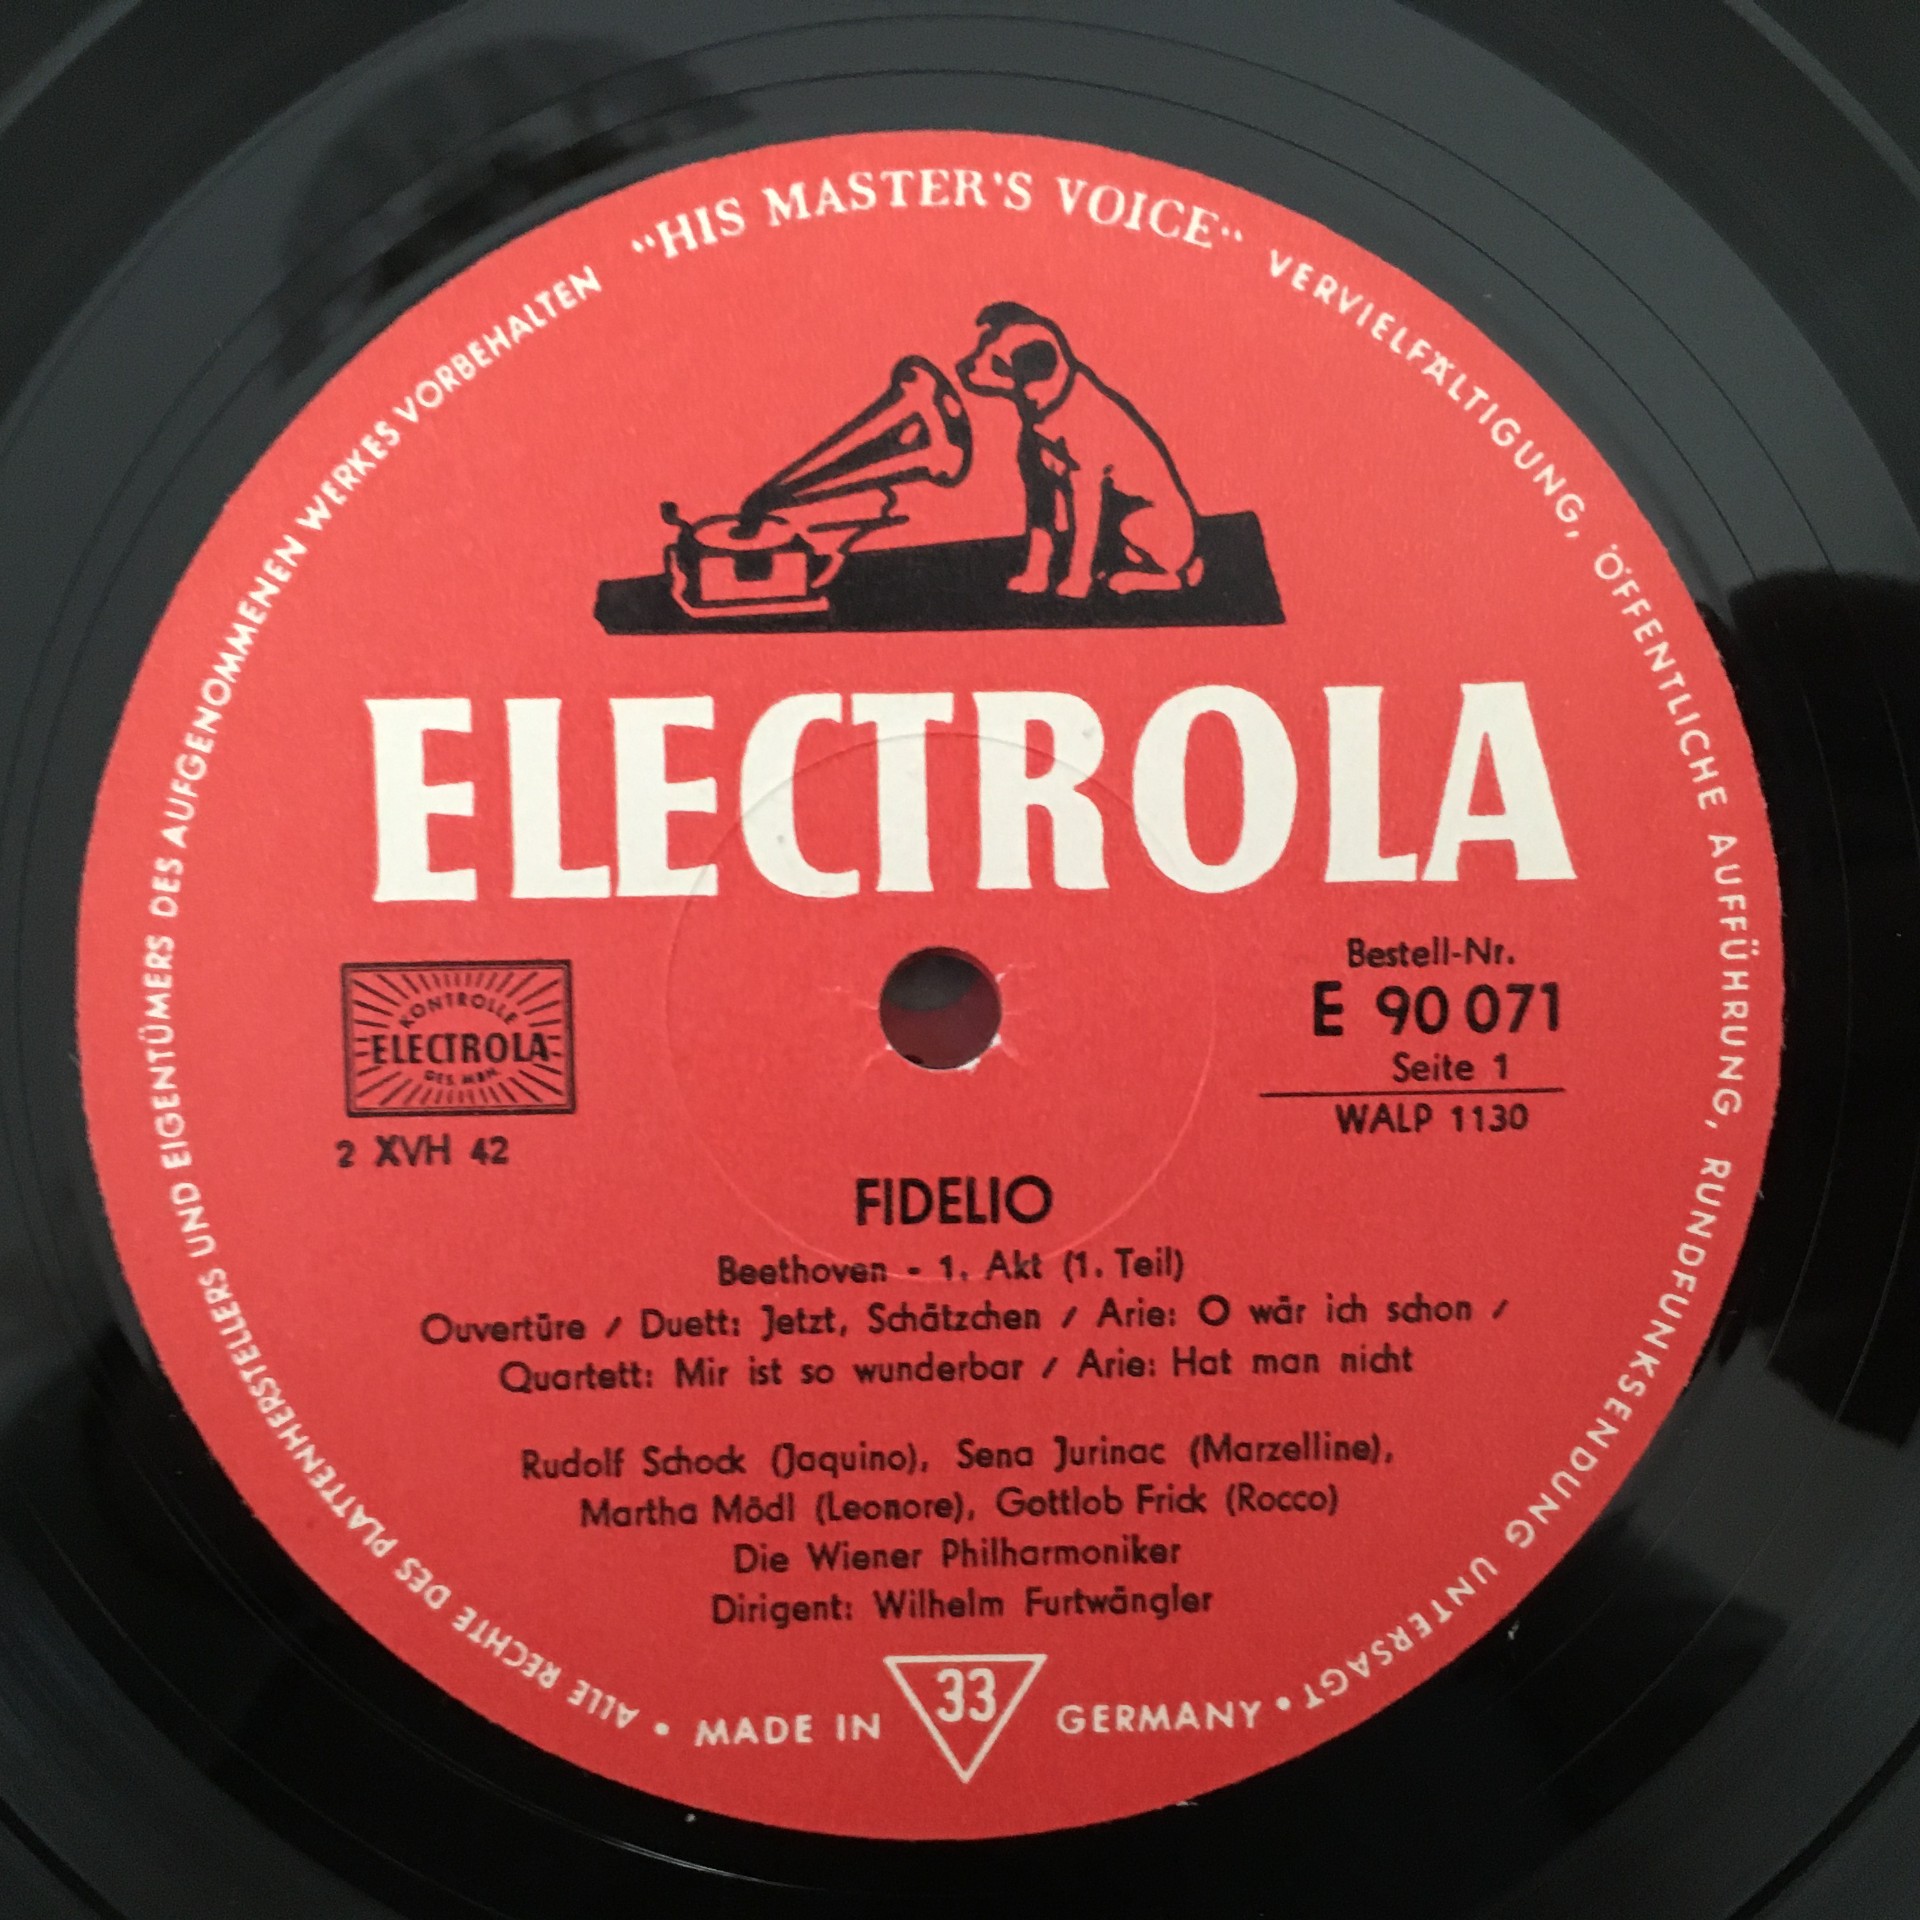 "HIS MASTER'S VOICE"
VERVIELFÄLTIGUNG, ÖFFENTLICHE AUFFÜHRUNG, RUNDFUNKSENDUNG UNTERSAGT •
ALLE RECHTE DES PLATTENHERSTELLERS UND EIGENTÜMERS DES AUFGENOMMENEN WERKES VORBEHALTEN
ELECTROLA
KONTROLLE
ELECTROLA
GES. MBH.
2 XVH 42
Bestell-Nr.
E 90 071
Seite 1
WALP 1130
FIDELIO
Beethoven - 1. Akt (1. Teil)
Ouvertüre / Duett: Jetzt, Schätzchen / Arie: O wär ich schon /
Quartett: Mir ist so wunderbar / Arie: Hat man nicht
Rudolf Schock (Jaquino), Sena Jurinac (Marzelline),
Martha Mödl (Leonore), Gottlob Frick (Rocco)
Die Wiener Philharmoniker
Dirigent: Wilhelm Furtwängler
• MADE IN 33 GERMANY •